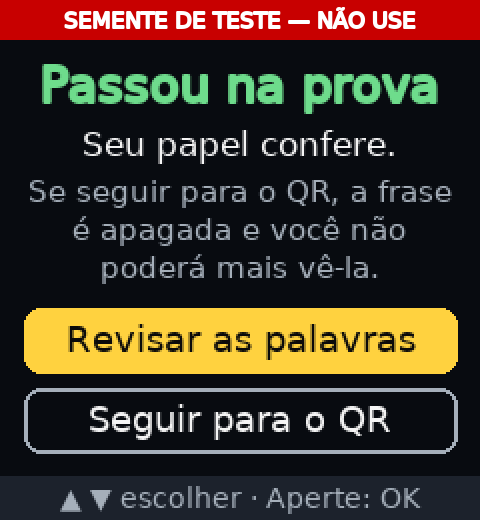 SEMENTE DE TESTE — NÃO USE
Passou na prova
Seu papel confere.
Se seguir para o QR, a frase
é apagada e você não
poderá mais vê-la.
Revisar as palavras
Seguir para o QR
▲ ▼ escolher · Aperte: OK